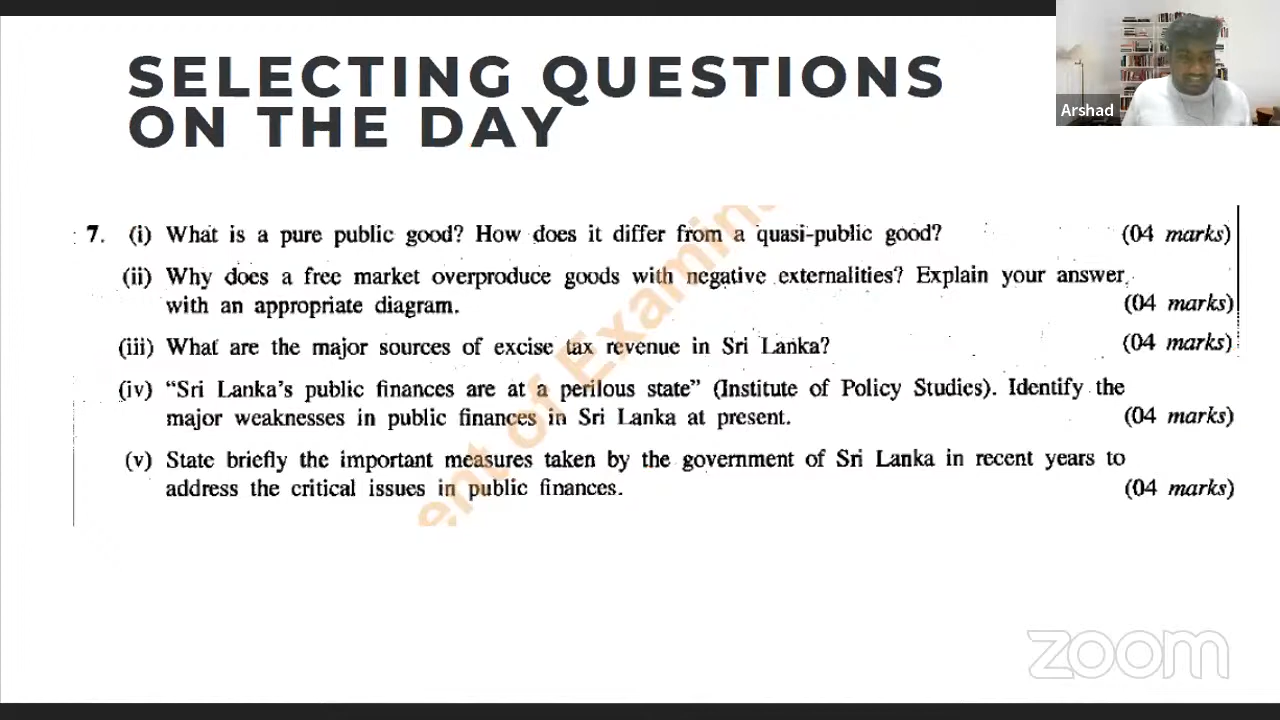 SELECTING QUESTIONS
ON THE DAY
Arshad
7. (i) What is a pure public good? How does it differ from a quasi-public good? (04 marks)
(ii) Why does a free market overproduce goods with negative externalities? Explain your answer
with an appropriate diagram. (04 marks)
(iii) What are the major sources of excise tax revenue in Sri Lanka? (04 marks)
(iv) “Sri Lanka's public finances are at a perilous state” (Institute of Policy Studies). Identify the
major weaknesses in public finances in Sri Lanka at present. (04 marks)
(v) State briefly the important measures taken by the government of Sri Lanka in recent years to
address the critical issues in public finances. (04 marks)
of
zoom